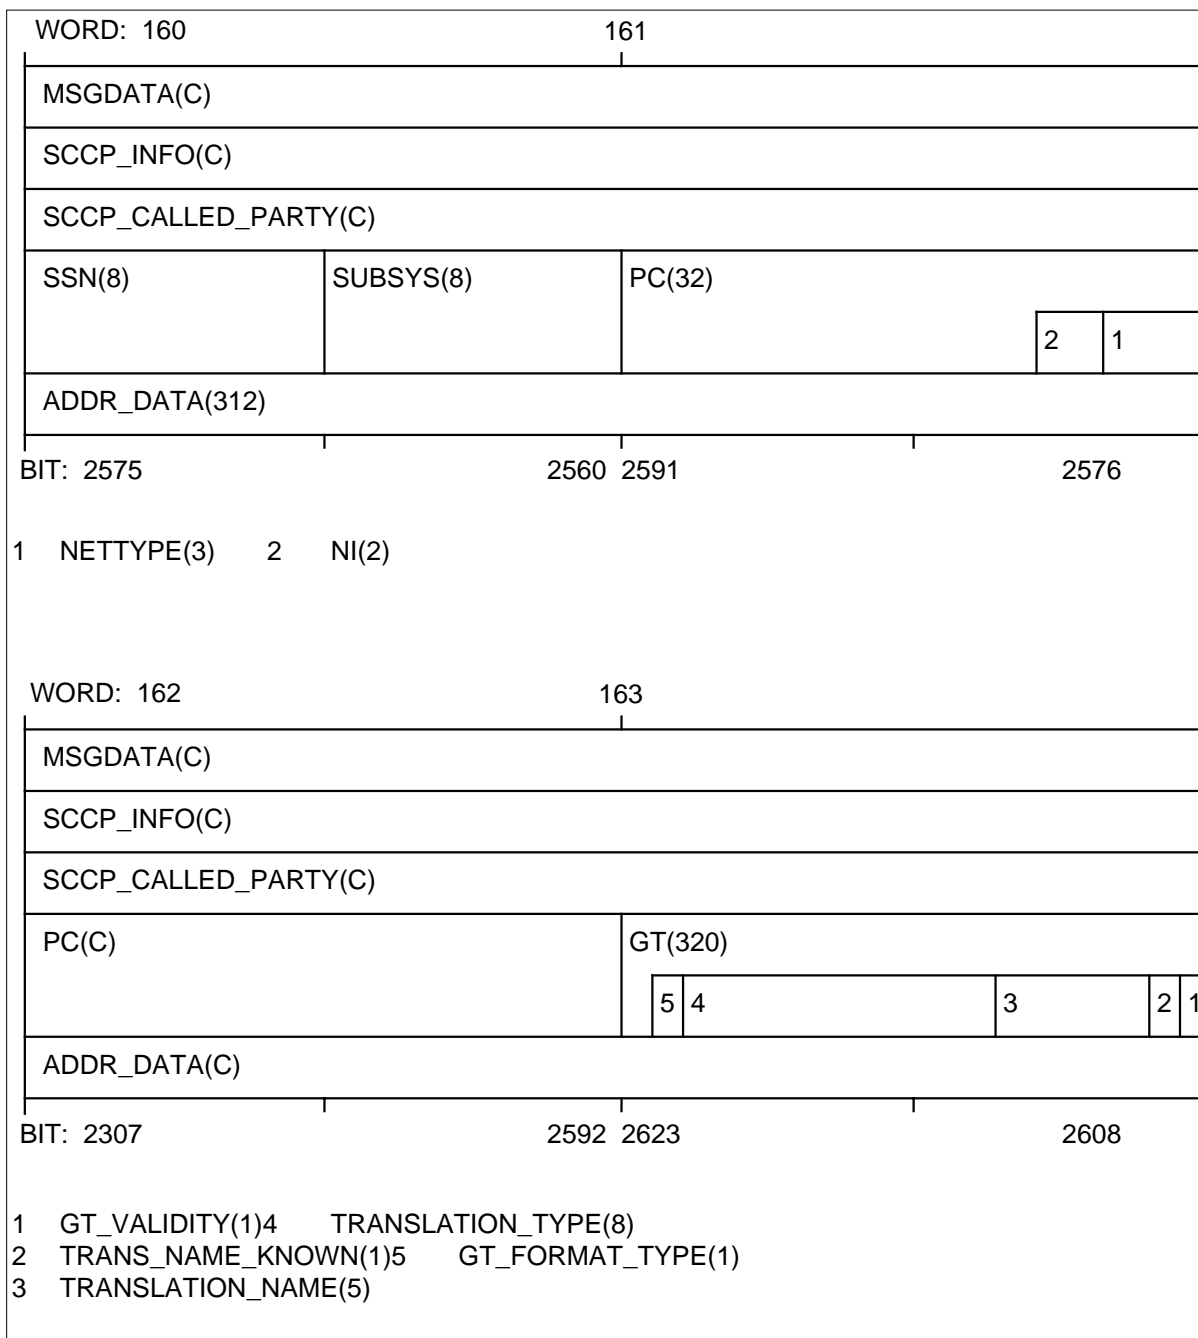 WORD: 160 161
MSGDATA(C)
SCCP_INFO(C)
SCCP_CALLED_PARTY(C)
SSN(8) SUBSYS(8) PC(32)
2 1
ADDR_DATA(312)
BIT: 2575 2560 2591 2576
1 NETTYPE(3) 2 NI(2)
WORD: 162 163
MSGDATA(C)
SCCP_INFO(C)
SCCP_CALLED_PARTY(C)
PC(C) GT(320)
5 4 3 2 1
ADDR_DATA(C)
BIT: 2307 2592 2623 2608
1 GT_VALIDITY(1)4 TRANSLATION_TYPE(8)
2 TRANS_NAME_KNOWN(1)5 GT_FORMAT_TYPE(1)
3 TRANSLATION_NAME(5)